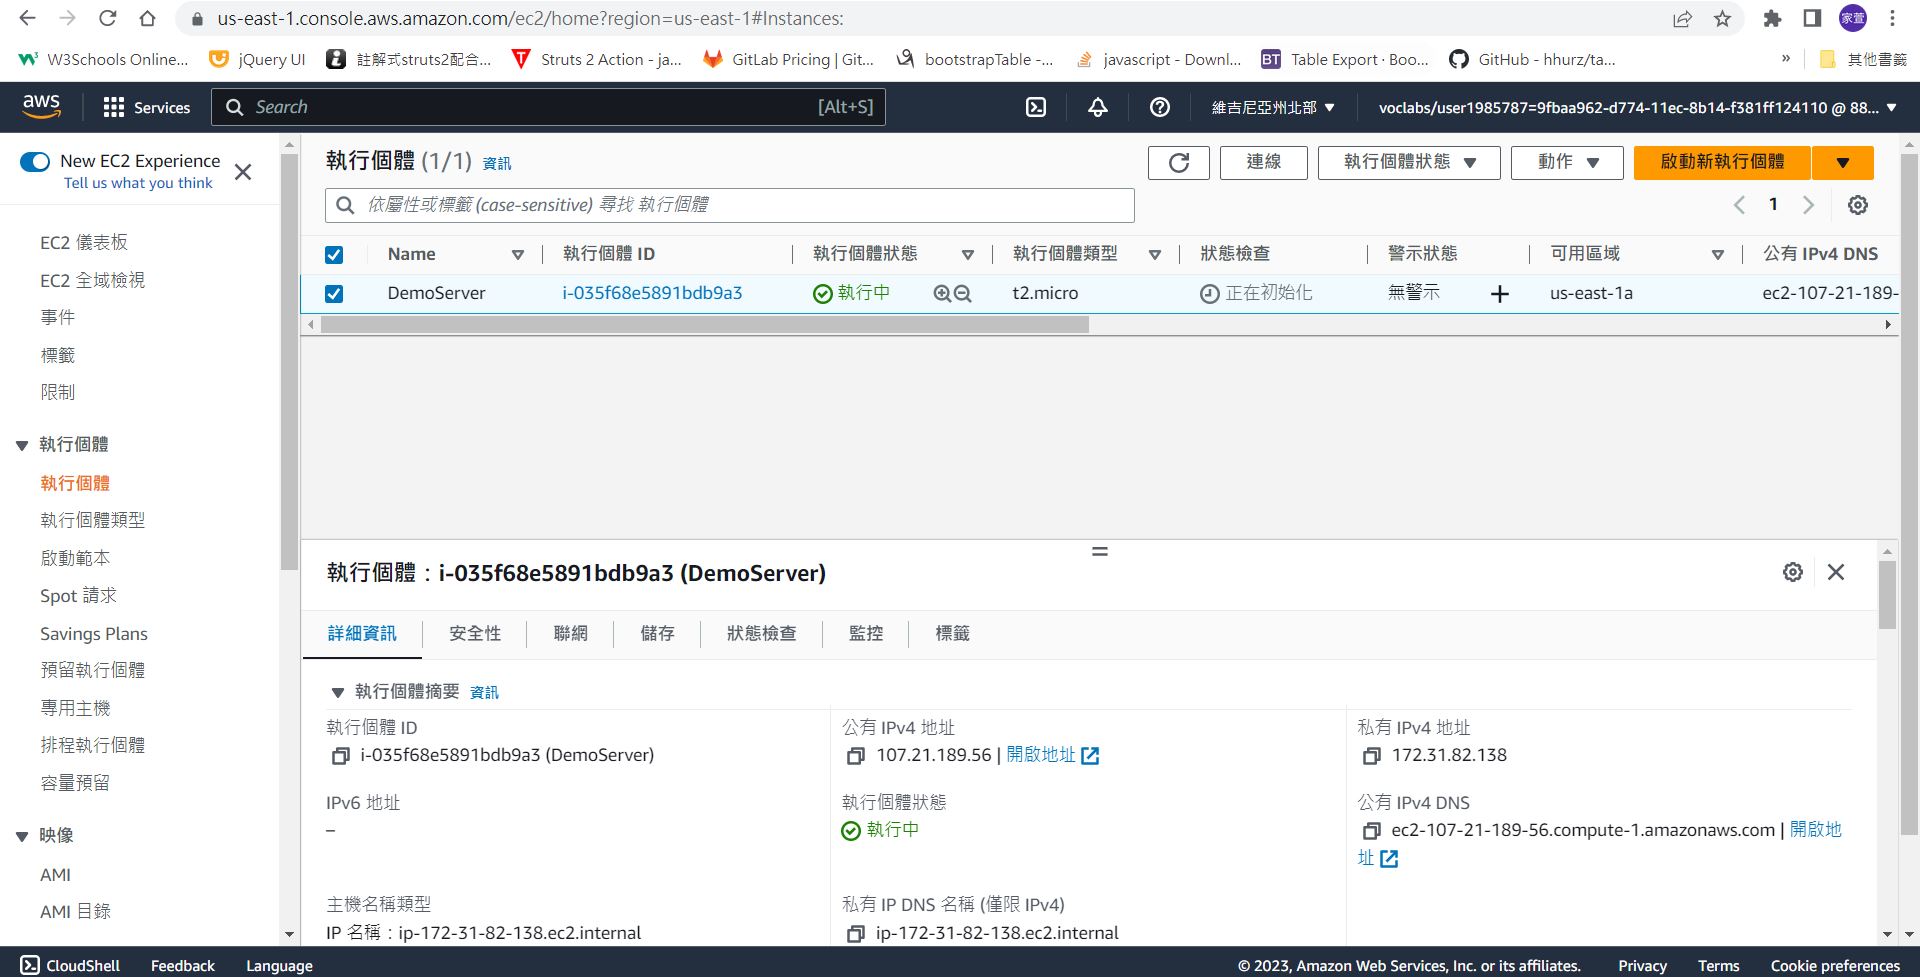 us-east-1.console.aws.amazon.com/ec2/home?region=us-east-1#Instances:
家萱
W3Schools Online...
jQuery UI
註解式struts2配合...
Struts 2 Action - ja...
GitLab Pricing | Git...
bootstrapTable -...
javascript - Downl...
BT Table Export · Boo...
GitHub - hhurz/ta...
»
其他書籤
aws
Services
Search
[Alt+S]
維吉尼亞州北部
voclabs/user1985787=9fbaa962-d774-11ec-8b14-f381ff124110 @ 88...
New EC2 Experience
Tell us what you think
EC2 儀表板
EC2 全域檢視
事件
標籤
限制
執行個體
執行個體
執行個體類型
啟動範本
Spot 請求
Savings Plans
預留執行個體
專用主機
排程執行個體
容量預留
映像
AMI
AMI 目錄
執行個體 (1/1) 資訊
連線
執行個體狀態
動作
啟動新執行個體
依屬性或標籤 (case-sensitive) 尋找 執行個體
1
Name
執行個體 ID
執行個體狀態
執行個體類型
狀態檢查
警示狀態
可用區域
公有 IPv4 DNS
DemoServer
i-035f68e5891bdb9a3
執行中
t2.micro
正在初始化
無警示
us-east-1a
ec2-107-21-189-
執行個體：i-035f68e5891bdb9a3 (DemoServer)
詳細資訊
安全性
聯網
儲存
狀態檢查
監控
標籤
執行個體摘要 資訊
執行個體 ID
i-035f68e5891bdb9a3 (DemoServer)
公有 IPv4 地址
107.21.189.56 | 開啟地址
私有 IPv4 地址
172.31.82.138
IPv6 地址
–
執行個體狀態
執行中
公有 IPv4 DNS
ec2-107-21-189-56.compute-1.amazonaws.com | 開啟地
址
主機名稱類型
IP 名稱：ip-172-31-82-138.ec2.internal
私有 IP DNS 名稱 (僅限 IPv4)
ip-172-31-82-138.ec2.internal
CloudShell
Feedback
Language
© 2023, Amazon Web Services, Inc. or its affiliates.
Privacy
Terms
Cookie preferences